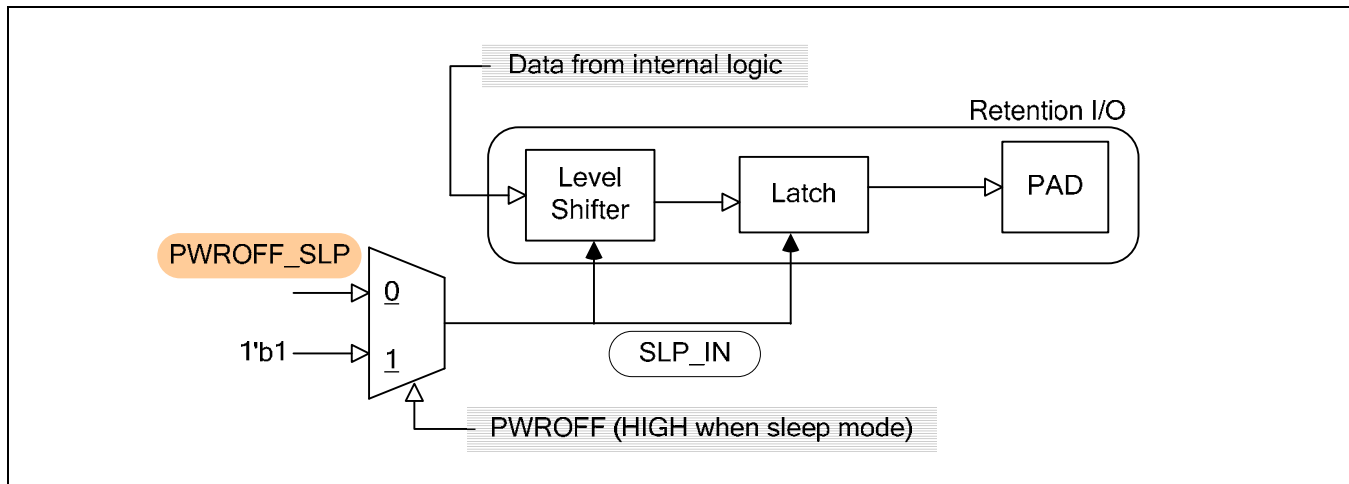 Data from internal logic
Retention I/O
Level
Shifter
Latch
PAD
PWROFF_SLP
0
1'b1
1
SLP_IN
PWROFF (HIGH when sleep mode)